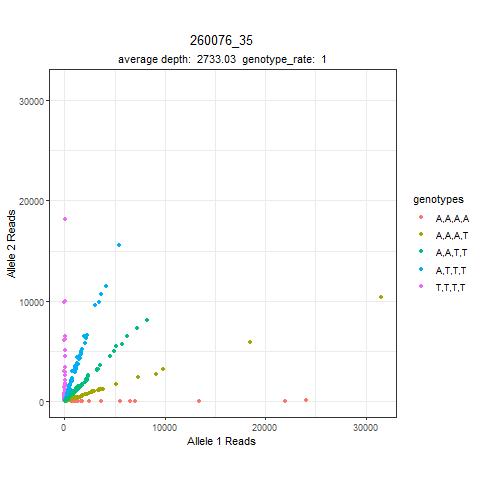 260076_35
average depth: 2733.03 genotype_rate: 1
30000
20000
10000
0
Allele 2 Reads
0 10000 20000 30000
Allele 1 Reads
genotypes
A,A,A,A
A,A,A,T
A,A,T,T
A,T,T,T
T,T,T,T